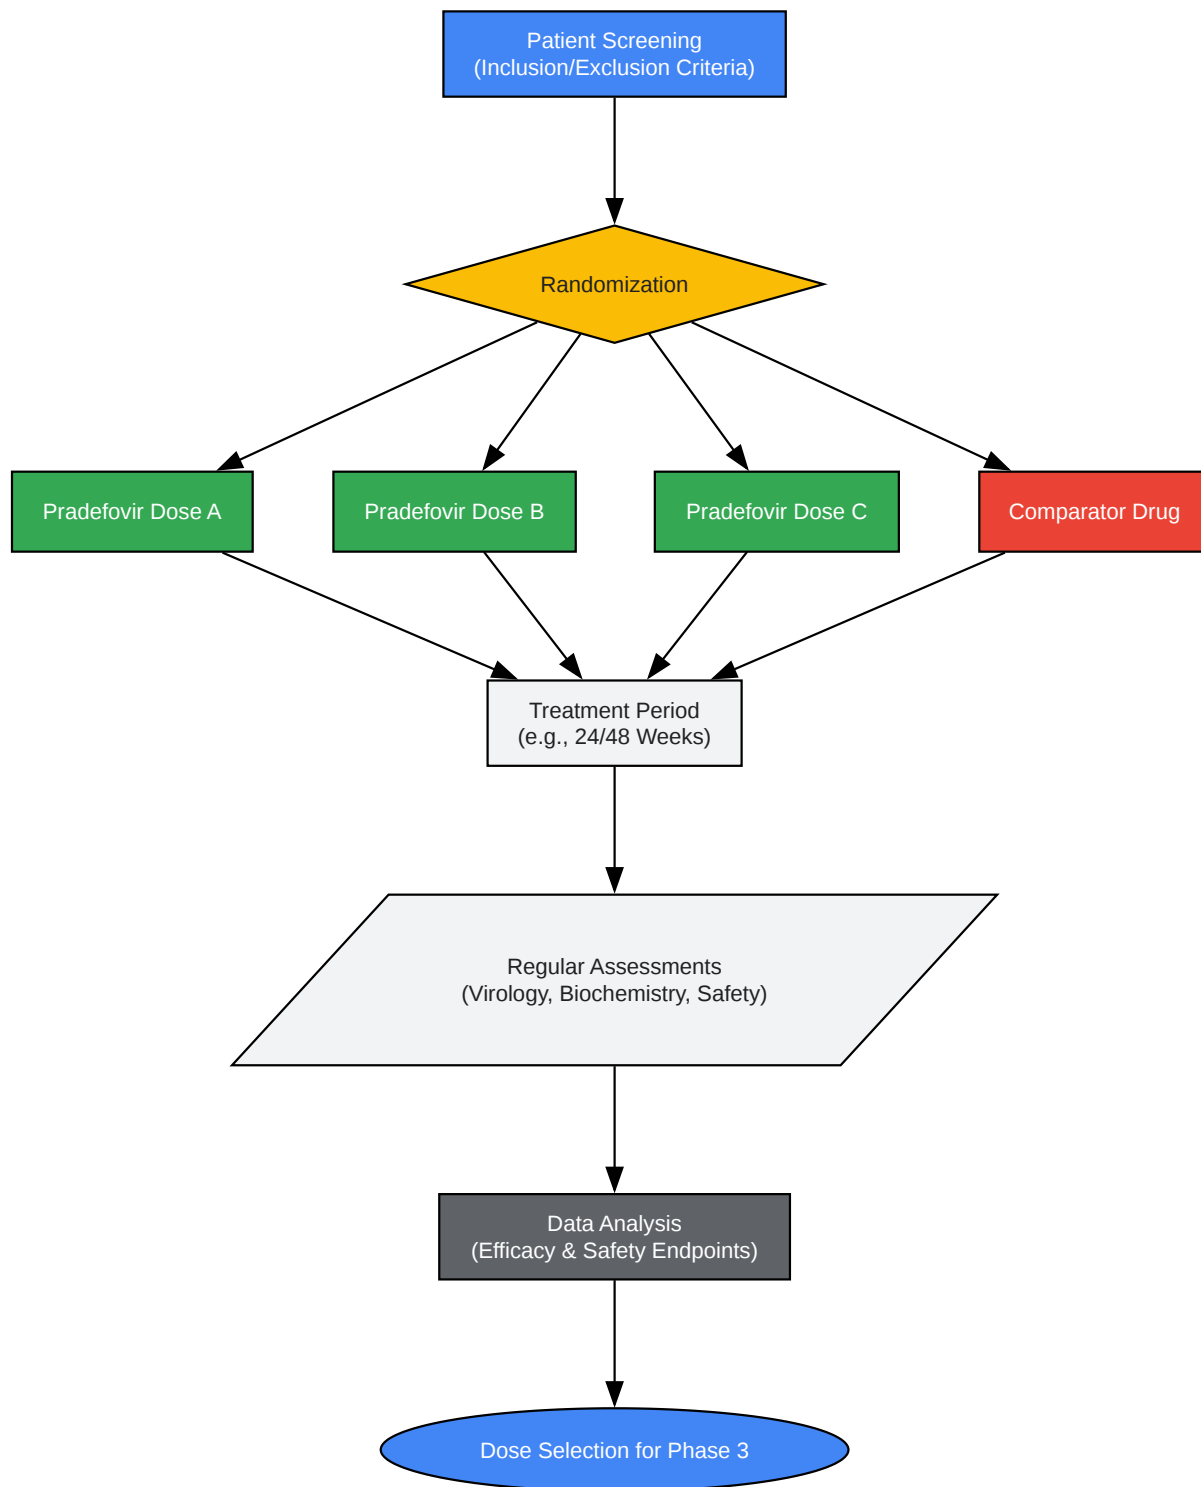 Patient Screening
(Inclusion/Exclusion Criteria)
Randomization
Pradefovir Dose A
Pradefovir Dose B
Pradefovir Dose C
Comparator Drug
Treatment Period
(e.g., 24/48 Weeks)
Regular Assessments
(Virology, Biochemistry, Safety)
Data Analysis
(Efficacy & Safety Endpoints)
Dose Selection for Phase 3